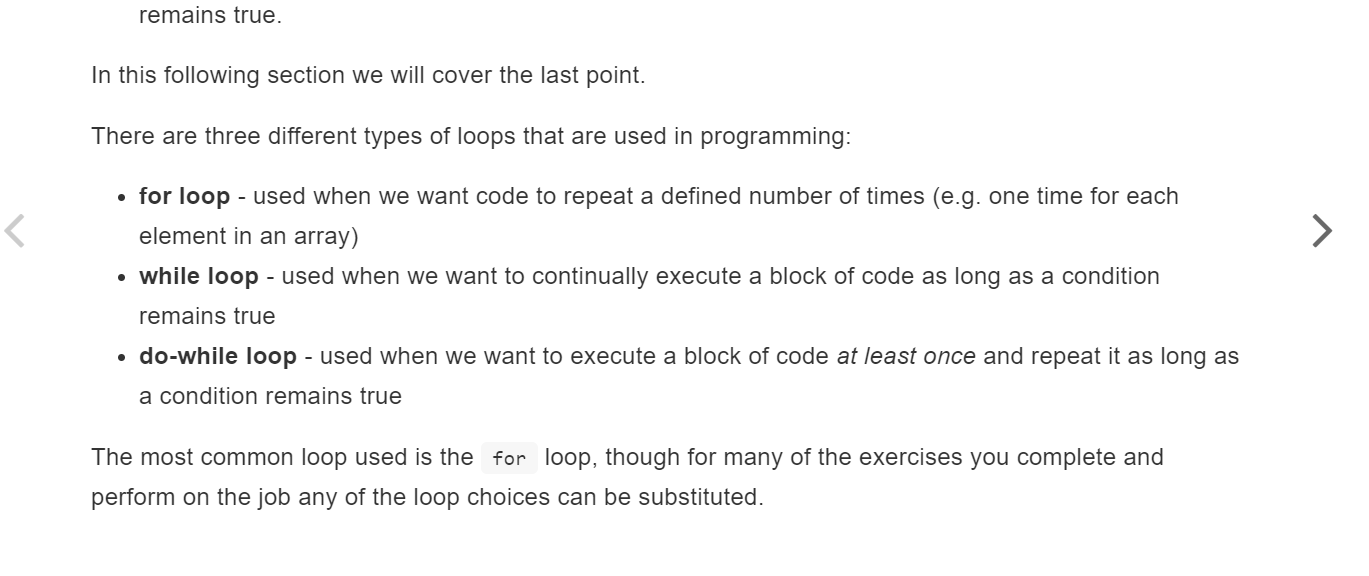 remains true.
In this following section we will cover the last point.
There are three different types of loops that are used in programming:
• for loop - used when we want code to repeat a defined number of times (e.g. one time for each
element in an array)
• while loop - used when we want to continually execute a block of code as long as a condition
remains true
• do-while loop - used when we want to execute a block of code at least once and repeat it as long as
a condition remains true
The most common loop used is the for loop, though for many of the exercises you complete and
perform on the job any of the loop choices can be substituted.